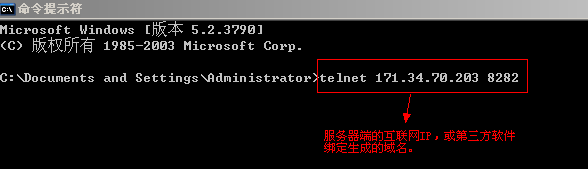 命令提示符
Microsoft Windows [版本 5.2.3790]
(C) 版权所有 1985-2003 Microsoft Corp.
C:\Documents and Settings\Administrator>telnet 171.34.70.203 8282
服务器端的互联网IP，或第三方软件
绑定生成的域名。